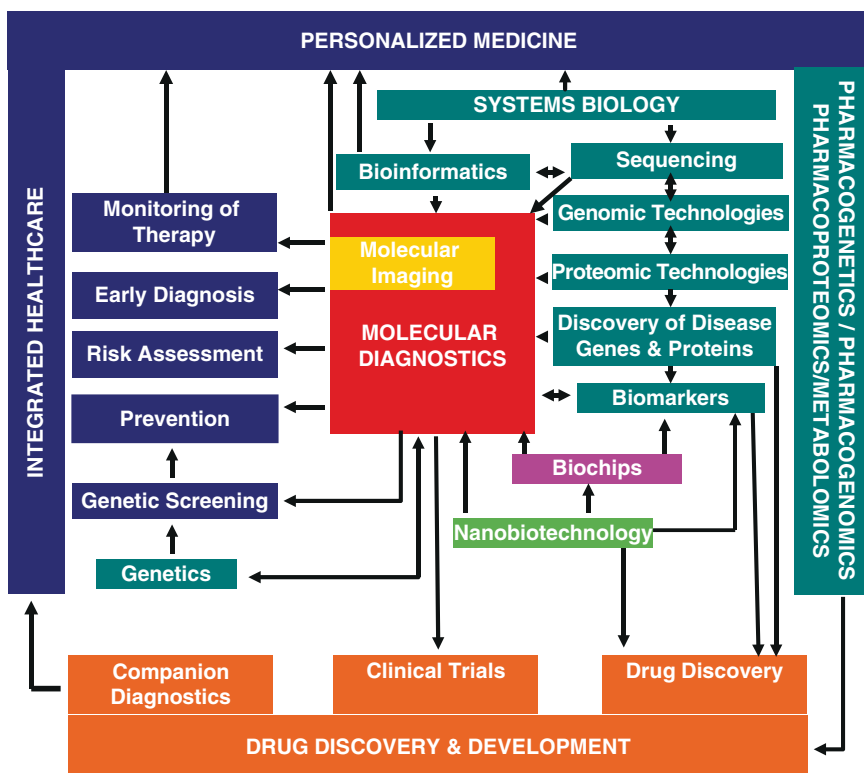 PERSONALIZED MEDICINE
SYSTEMS BIOLOGY
Bioinformatics
Sequencing
Monitoring of
Therapy
Genomic Technologies
Molecular
Imaging
Proteomic Technologies
Early Diagnosis
MOLECULAR
DIAGNOSTICS
Discovery of Disease
Genes & Proteins
Risk Assessment
Biomarkers
Prevention
Biochips
Genetic Screening
Nanobiotechnology
Genetics
INTEGRATED HEALTHCARE
PHARMACOGENETICS / PHARMACOGENOMICS
PHARMACOPROTEOMICS/METABOLOMICS
Companion
Diagnostics
Clinical Trials
Drug Discovery
DRUG DISCOVERY & DEVELOPMENT